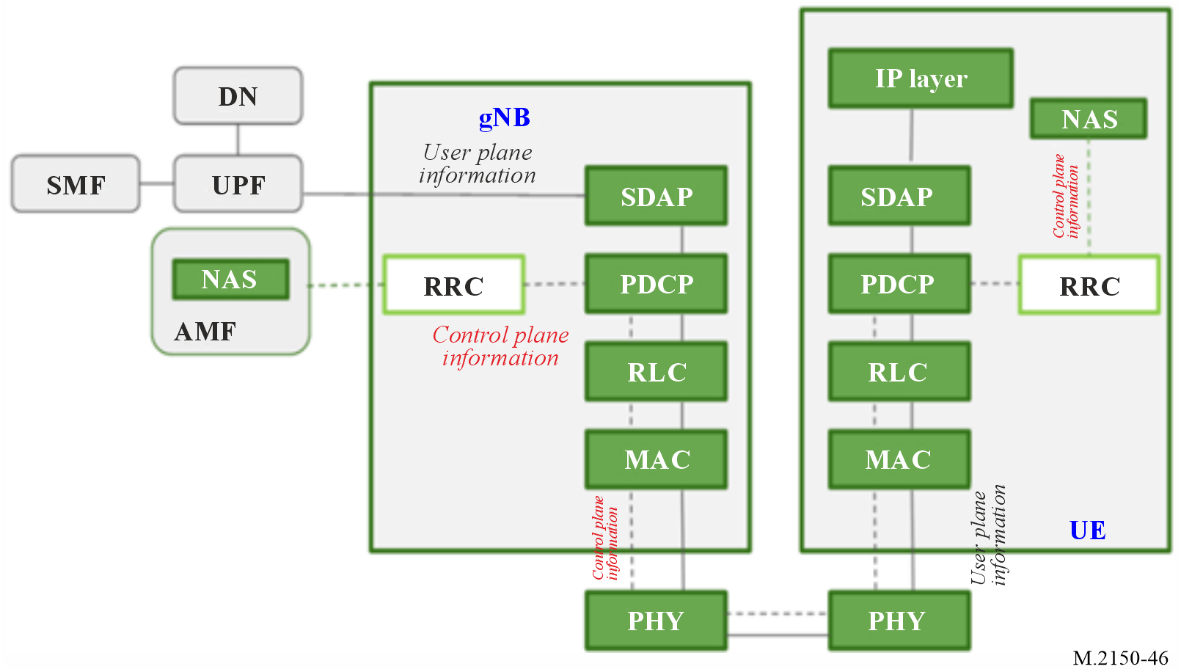 DN
SMF
UPF
NAS
AMF
gNB
User plane
information
SDAP
RRC
PDCP
Control plane
information
RLC
MAC
Control plane
information
PHY
IP layer
NAS
Control plane
information
SDAP
PDCP
RRC
RLC
MAC
User plane
information
UE
PHY
M.2150-46